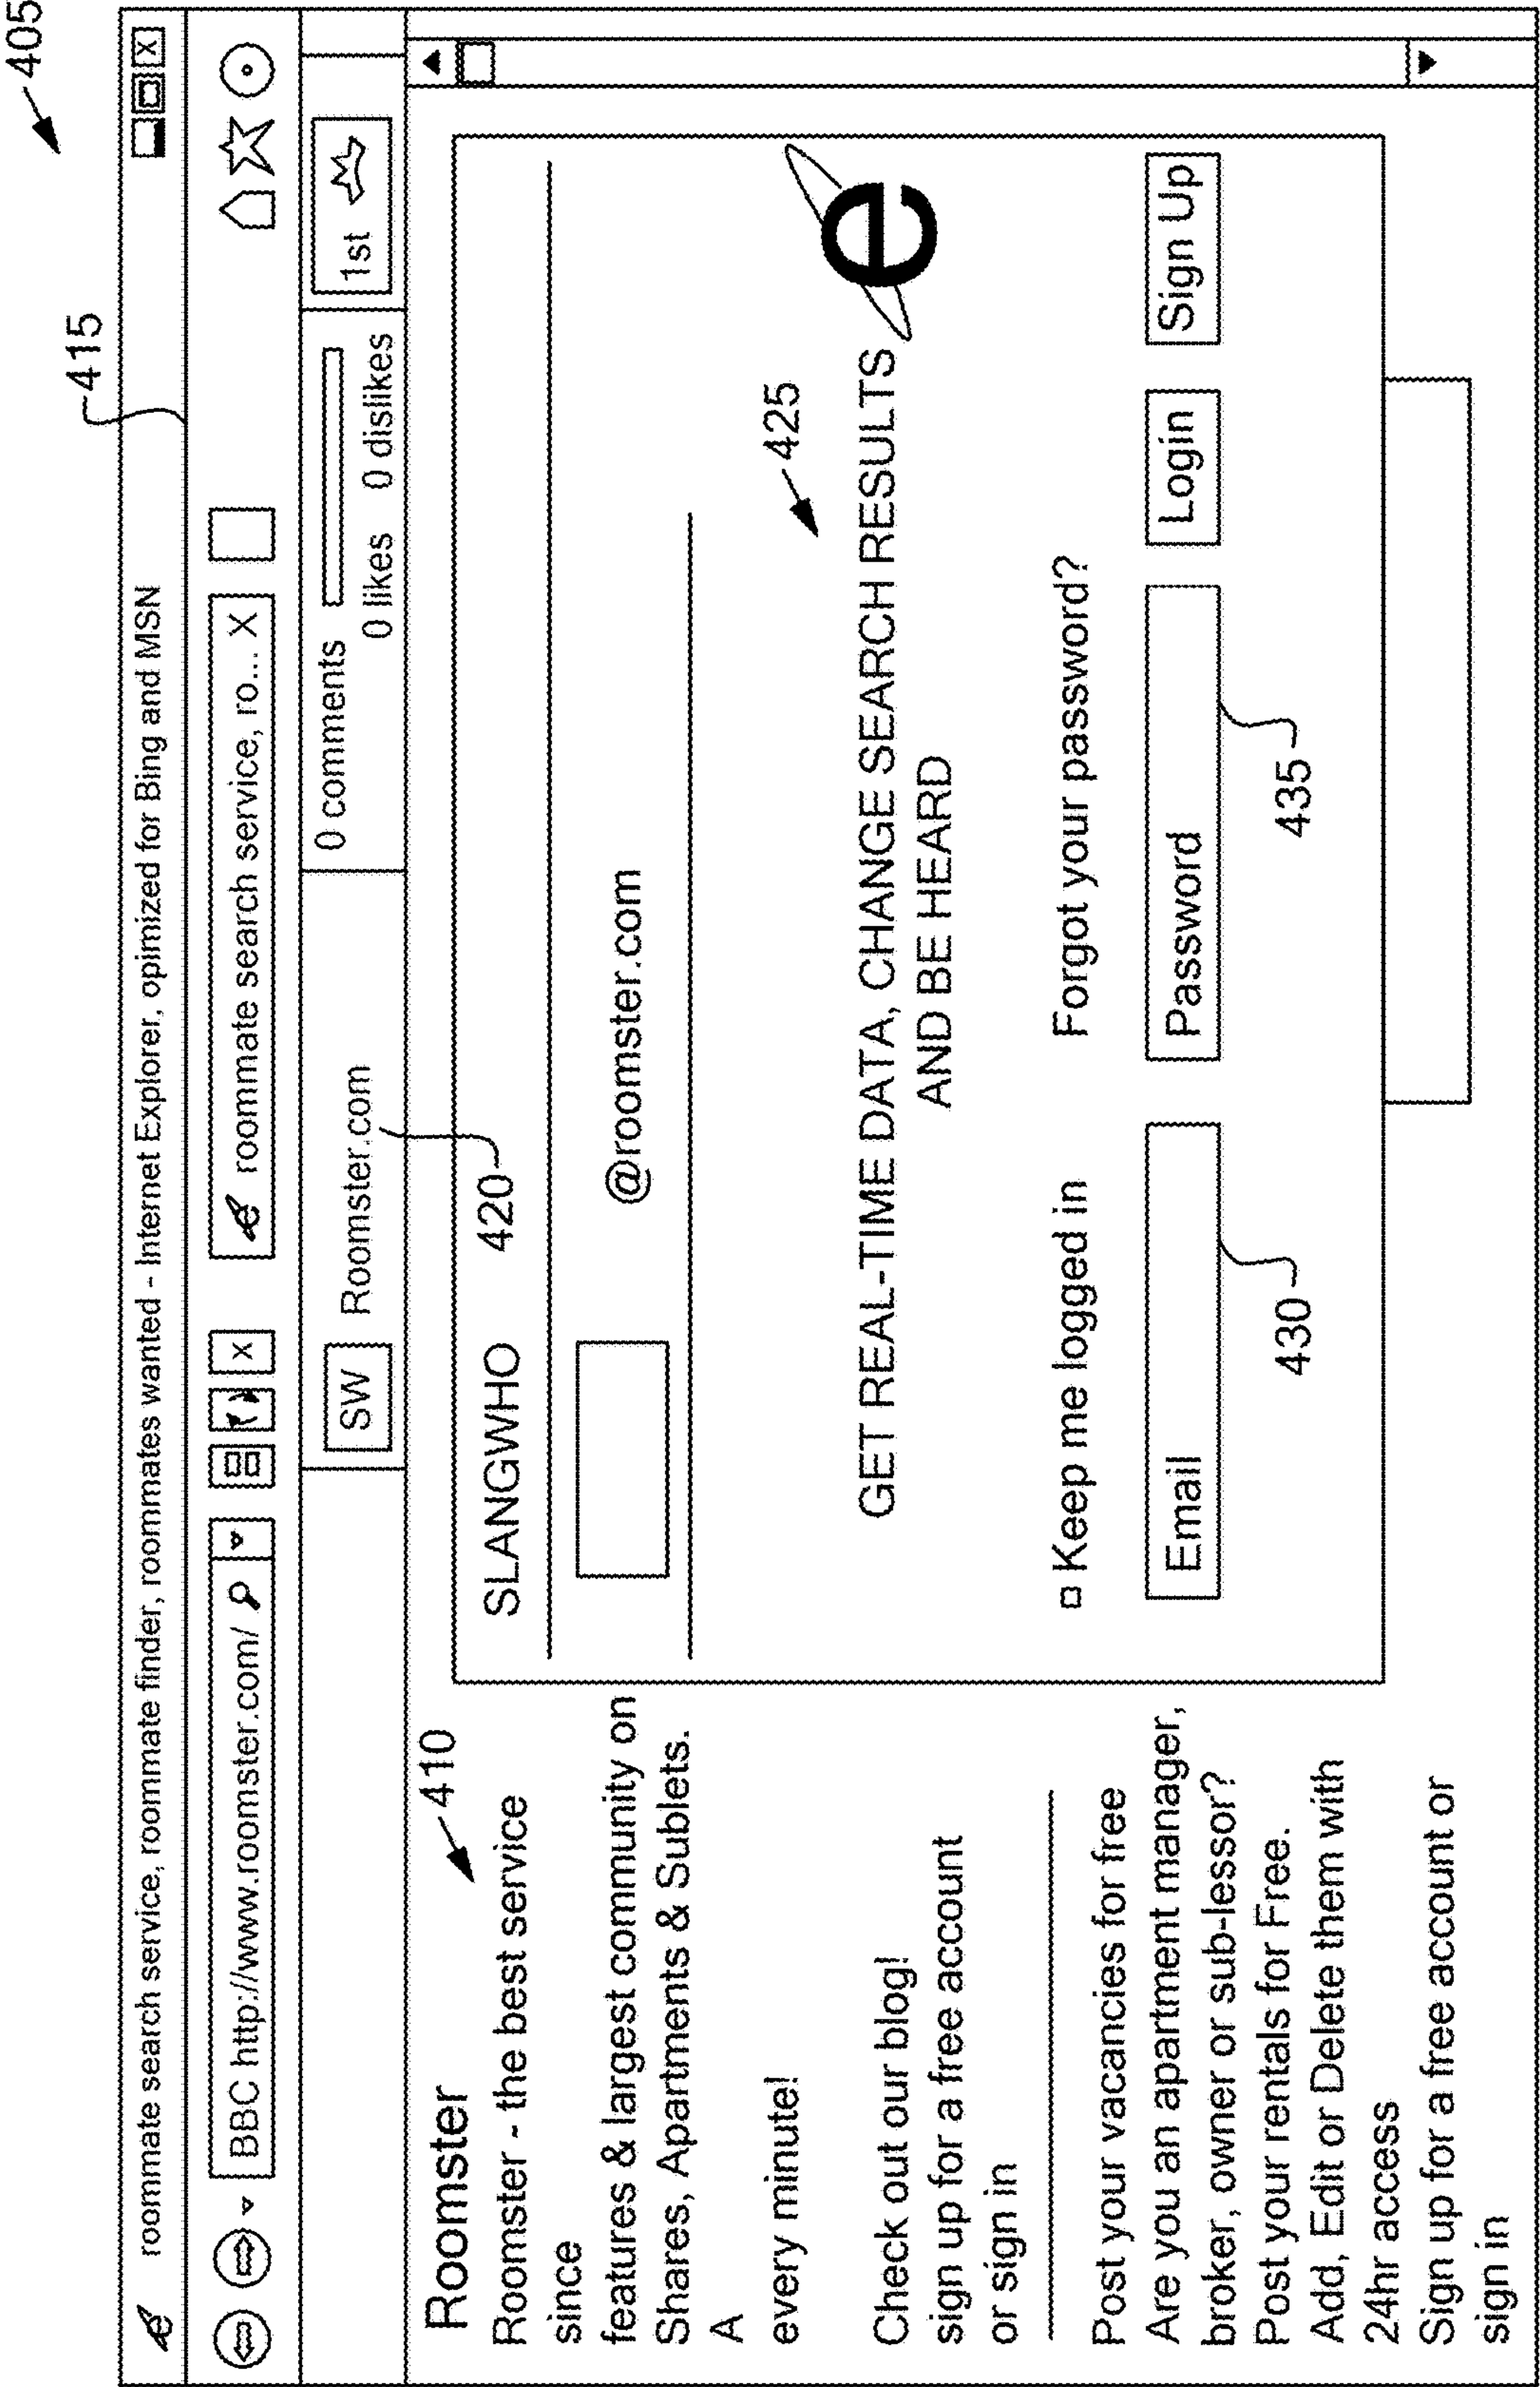 405
415
roommate search service, roommate finder, roommates wanted - Internet Explorer, opimized for Bing and MSN
X
BBC http://www.roomster.com/
X
e roommate search service, ro... X
SW Roomster.com
0 comments
0 likes 0 dislikes
1st
410
Roomster
Roomster - the best service
since
features & largest community on
Shares, Apartments & Sublets.
A
every minute!
Check out our blog!
sign up for a free account
or sign in
Post your vacancies for free
Are you an apartment manager,
broker, owner or sub-lessor?
Post your rentals for Free.
Add, Edit or Delete them with
24hr access
Sign up for a free account or
sign in
SLANGWHO 420
@roomster.com
425
GET REAL-TIME DATA, CHANGE SEARCH RESULTS
AND BE HEARD
e
Keep me logged in Forgot your password?
Email Password Login Sign Up
430 435